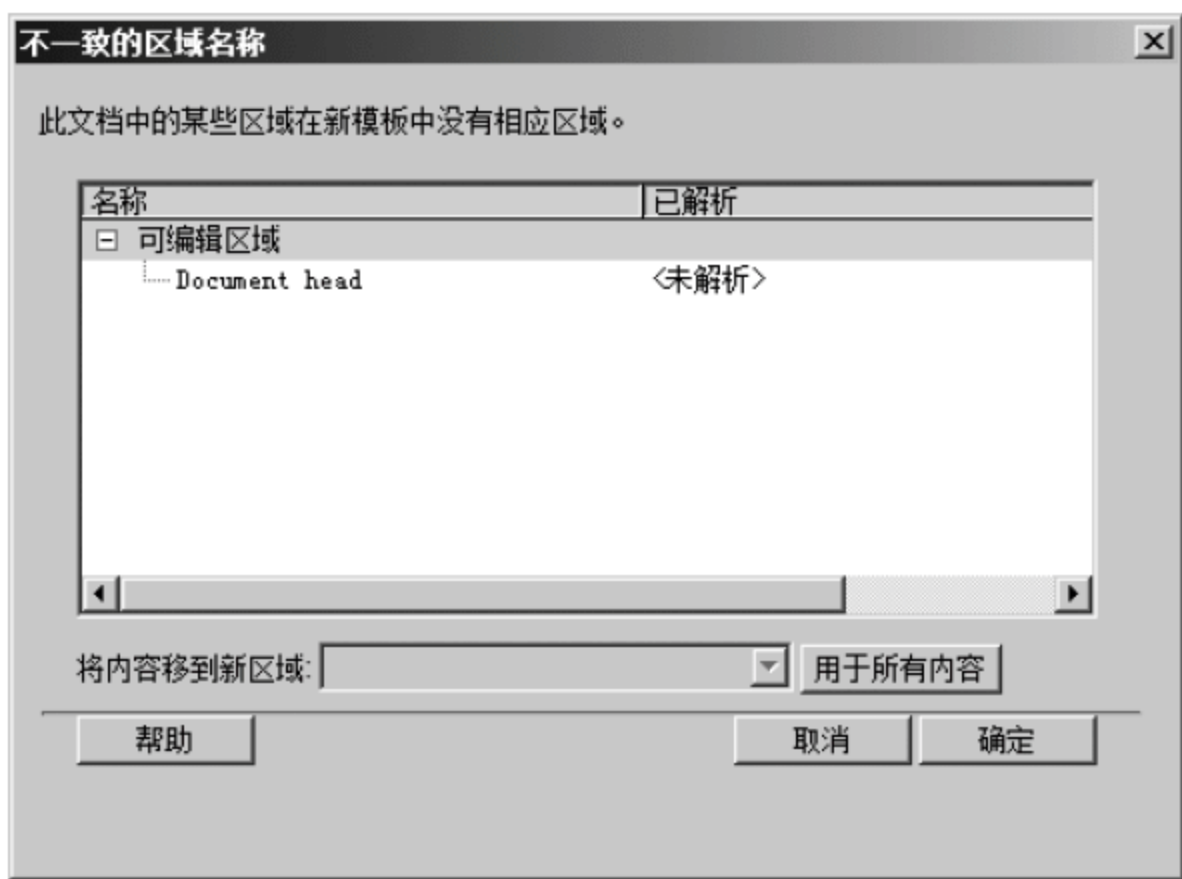 不一致的区域名称
此文档中的某些区域在新模板中没有相应区域。
名称 已解析
可编辑区域
Document head <未解析>
将内容移到新区域: 用于所有内容
帮助 取消 确定